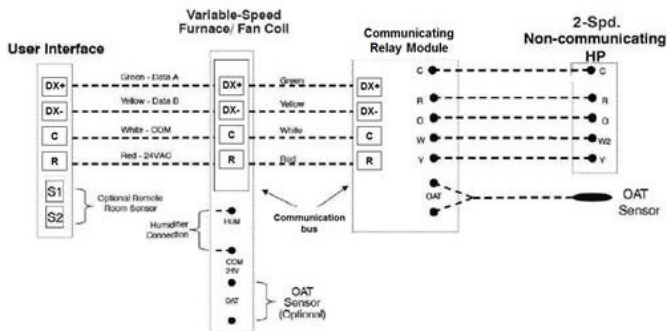 Variable-Speed
Furnace/ Fan Coil
User Interface
Communicating
Relay Module
2-Spd.
Non-communicating
HP
DX+
Green - Data A
DX+
Green
DX+
C
C
DX-
Yellow - Data B
DX-
Yellow
DX-
R
R
O
O
C
White - COM
C
White
C
W
W2
R
Red - 24VAC
R
Red
R
Y
Y
S1
S2
Optional Remote
Room Sensor
Humidifier
Connection
HUM
COM
24V
Communication
bus
OAT
OAT
Sensor
OAT
OAT
Sensor
(Optional)